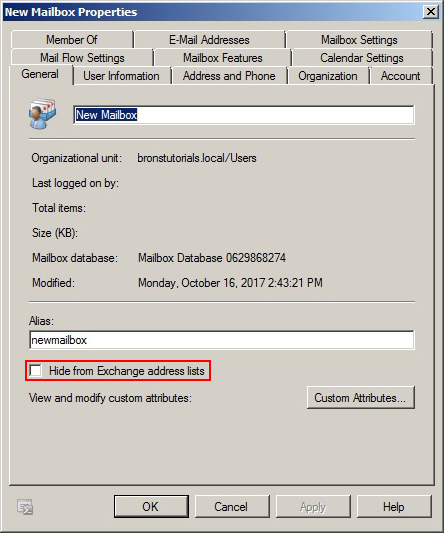 New Mailbox Properties
Member Of
E-Mail Addresses
Mailbox Settings
Mail Flow Settings
Mailbox Features
Calendar Settings
General
User Information
Address and Phone
Organization
Account
New Mailbox
Organizational unit: bronstutorials.local/Users
Last logged on by:
Total items:
Size (KB):
Mailbox database: Mailbox Database 0629868274
Modified: Monday, October 16, 2017 2:43:21 PM
Alias:
newmailbox
Hide from Exchange address lists
View and modify custom attributes: Custom Attributes...
OK
Cancel
Apply
Help